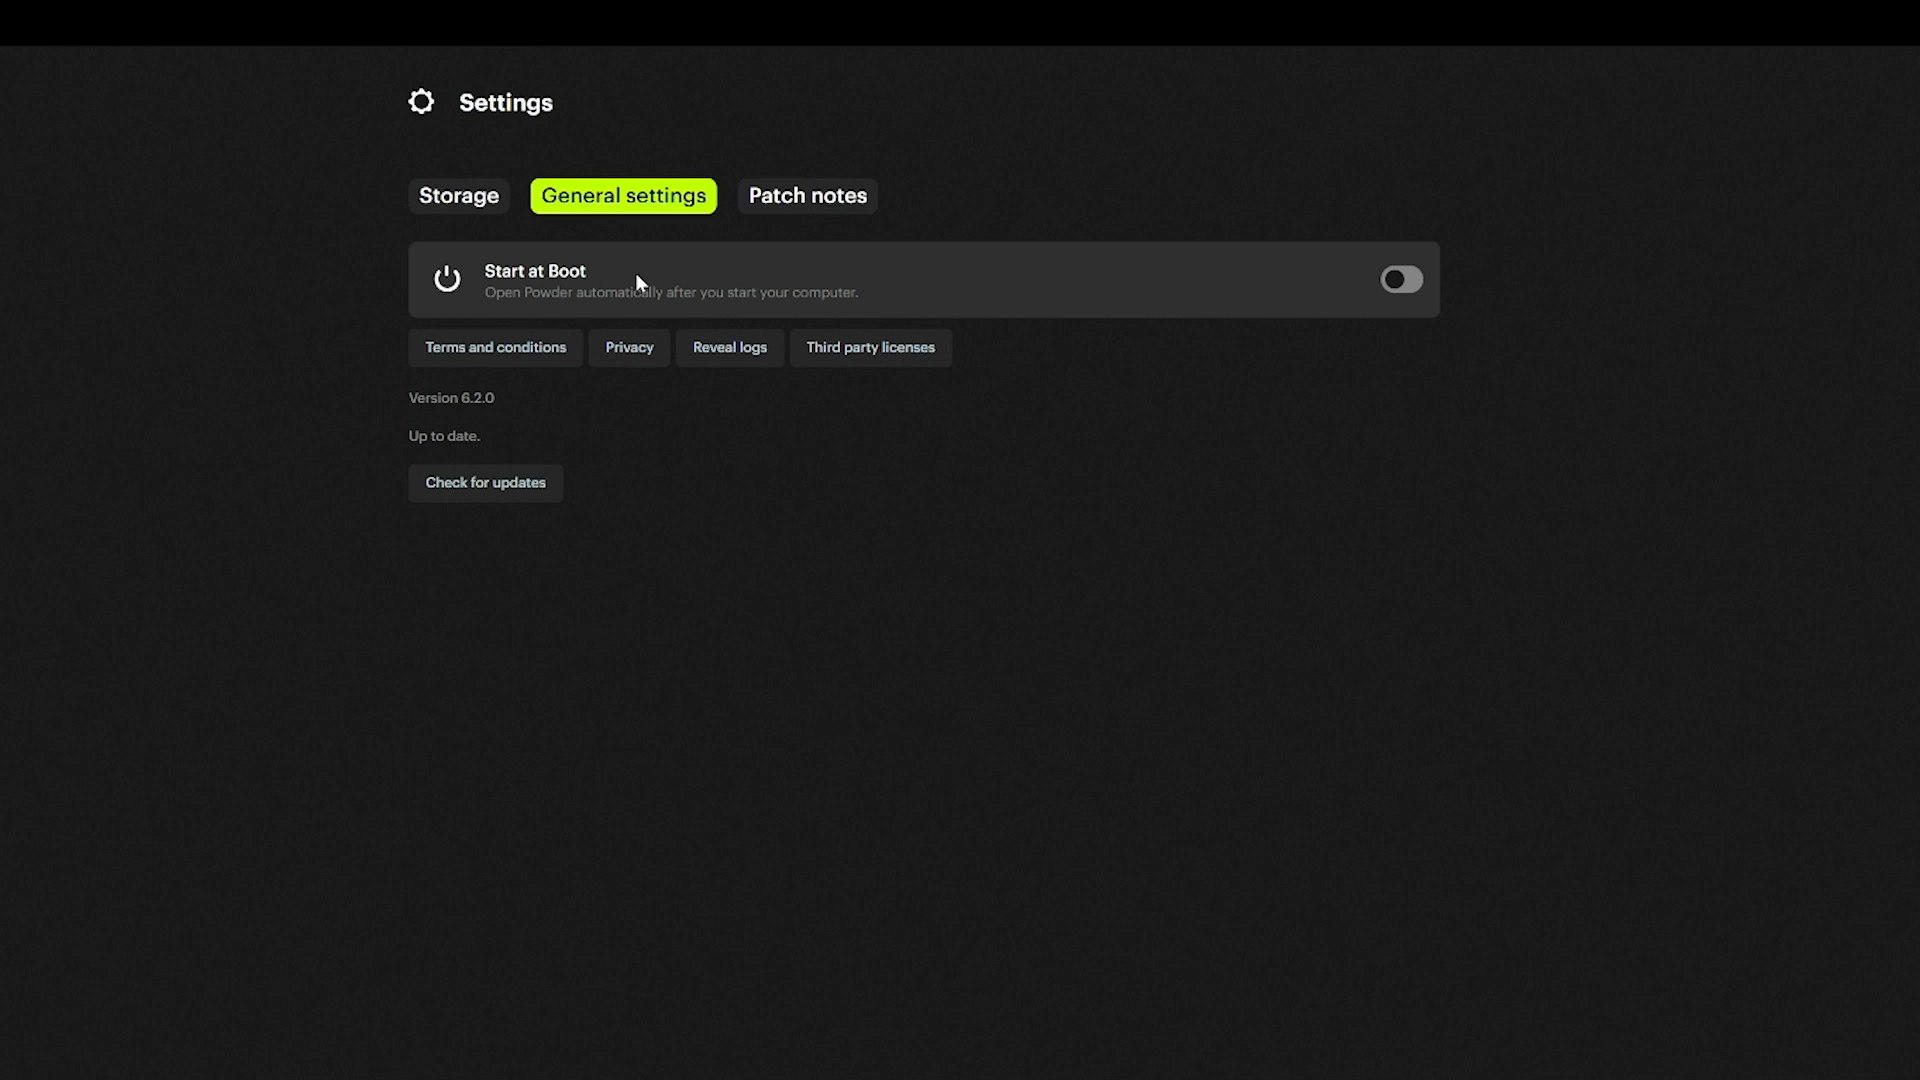 Settings
Storage General settings Patch notes
Start at Boot
Open Powder automatically after you start your computer.
Terms and conditions Privacy Reveal logs Third party licenses
Version 6.2.0
Up to date.
Check for updates